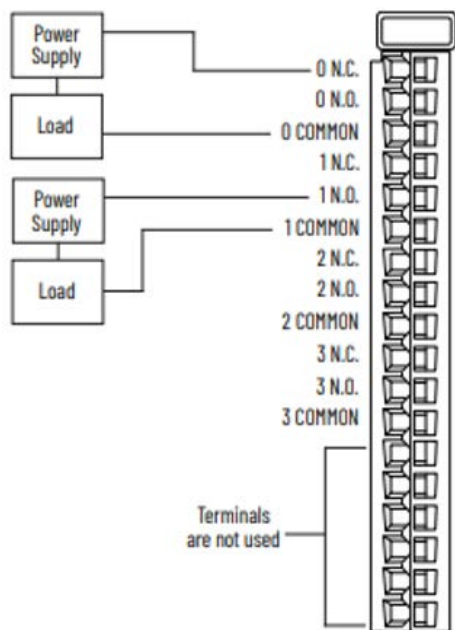 Power
Supply
Load
Power
Supply
Load
0 N.C.
0 N.O.
0 COMMON
1 N.C.
1 N.O.
1 COMMON
2 N.C.
2 N.O.
2 COMMON
3 N.C.
3 N.O.
3 COMMON
Terminals
are not used